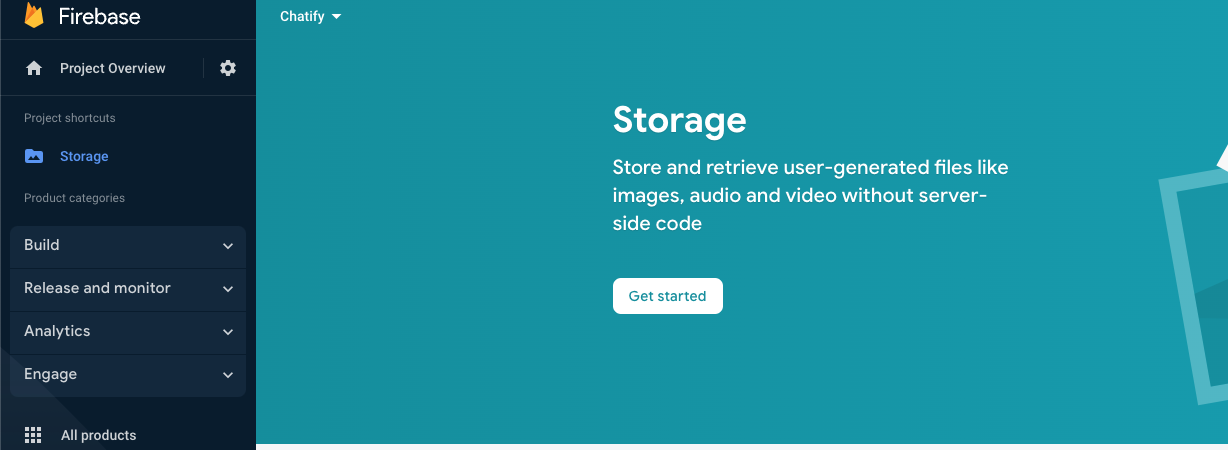 Firebase
Project Overview
Project shortcuts
Storage
Product categories
Build
Release and monitor
Analytics
Engage
All products
Chatify
Storage
Store and retrieve user-generated files like
images, audio and video without server-
side code
Get started